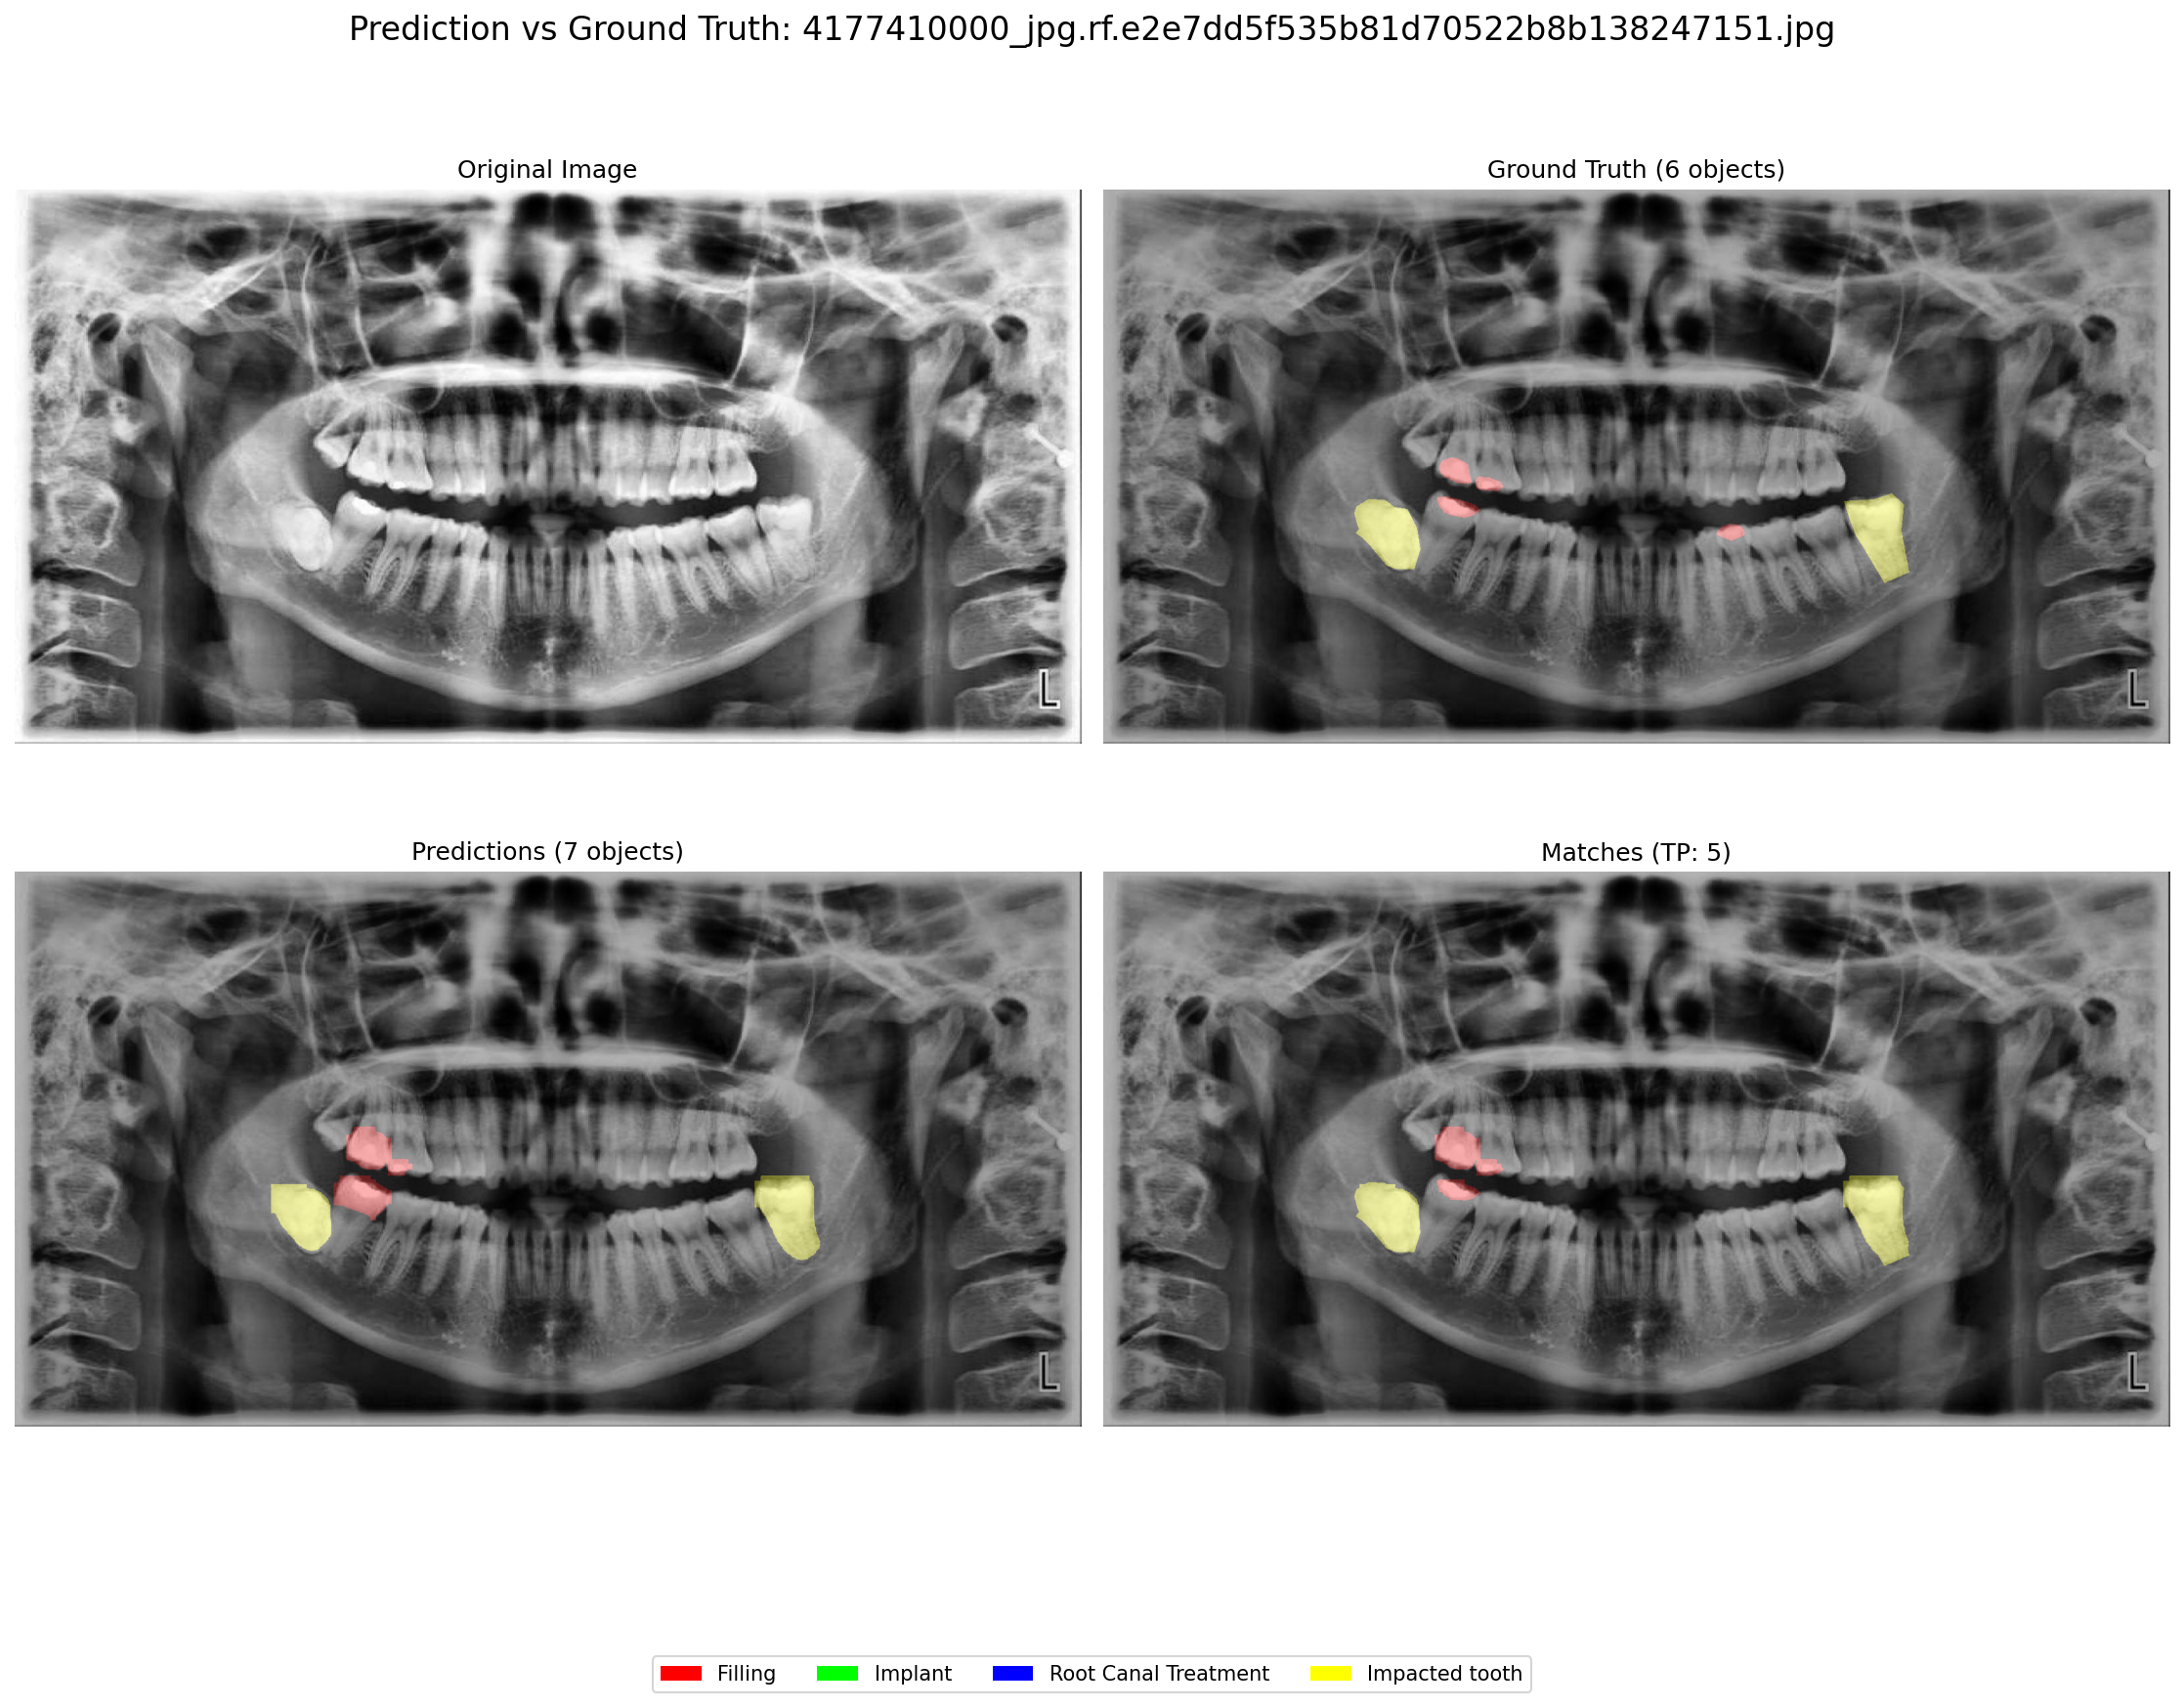 Prediction vs Ground Truth: 4177410000_jpg.rf.e2e7dd5f535b81d70522b8b138247151.jpg
Original Image
Ground Truth (6 objects)
L
L
Predictions (7 objects)
Matches (TP: 5)
L
L
Filling
Implant
Root Canal Treatment
Impacted tooth